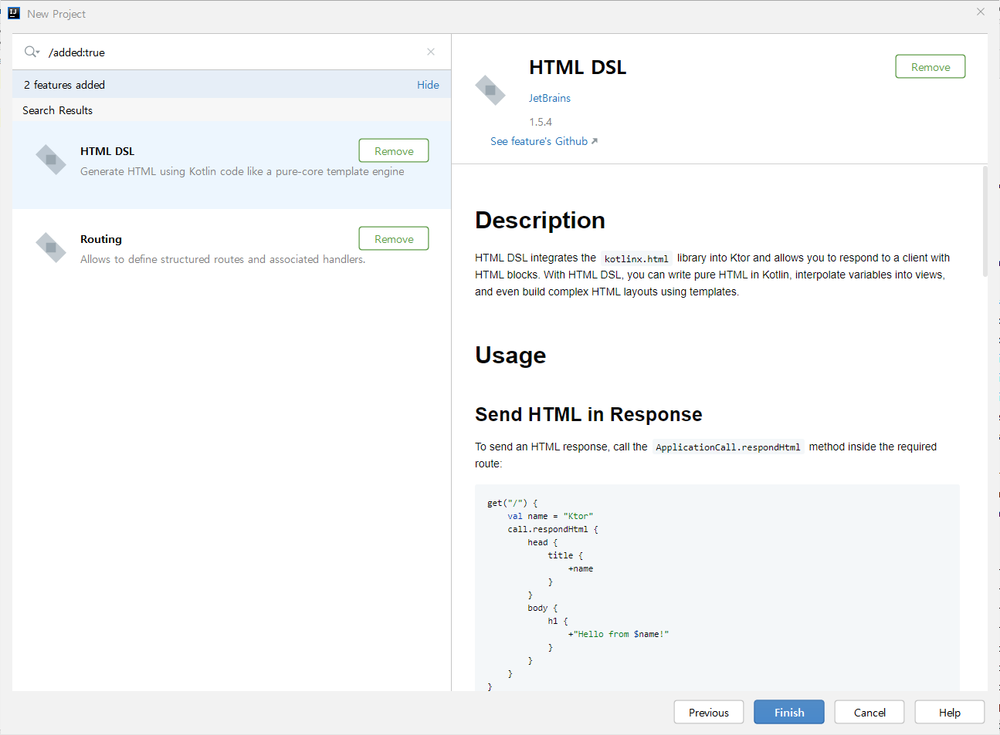 IJ New Project
/added:true
2 features added Hide
Search Results
HTML DSL Remove
Generate HTML using Kotlin code like a pure-core template engine
Routing Remove
Allows to define structured routes and associated handlers.
HTML DSL Remove
JetBrains
1.5.4
See feature's Github
Description
HTML DSL integrates the kotlinx.html library into Ktor and allows you to respond to a client with
HTML blocks. With HTML DSL, you can write pure HTML in Kotlin, interpolate variables into views,
and even build complex HTML layouts using templates.
Usage
Send HTML in Response
To send an HTML response, call the ApplicationCall.respondHtml method inside the required
route:
get("/") {
val name = "Ktor"
call.respondHtml {
head {
title {
+name
}
}
body {
h1 {
+"Hello from $name!"
}
}
}
}
Previous Finish Cancel Help